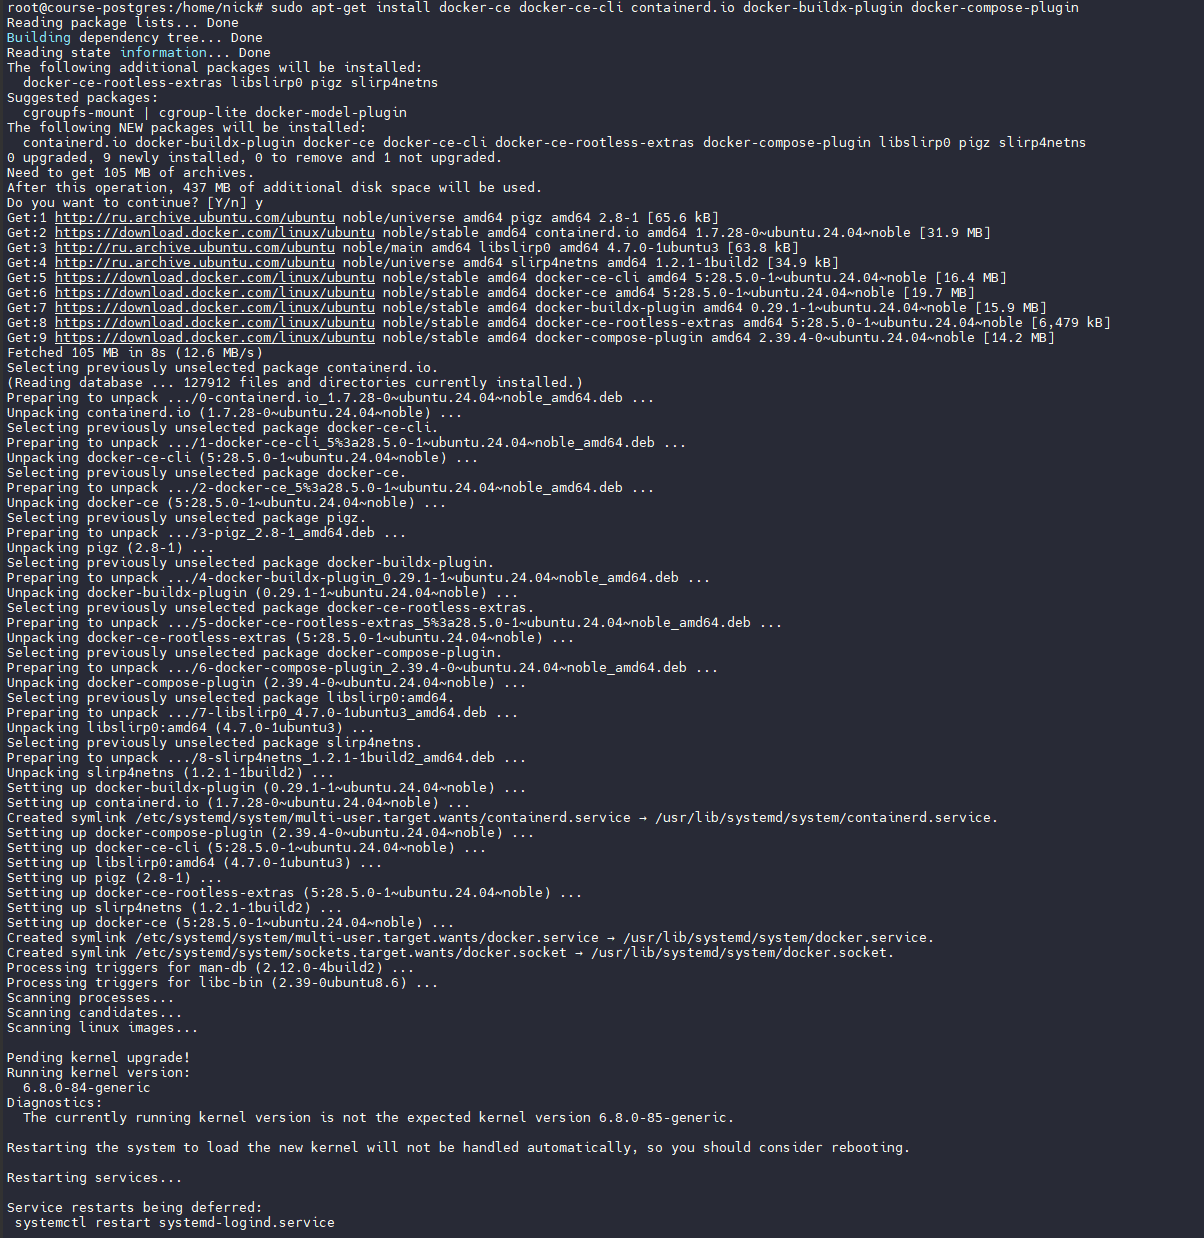 root@course-postgres:/home/nick# sudo apt-get install docker-ce docker-ce-cli containerd.io docker-buildx-plugin docker-compose-plugin
Reading package lists... Done
Building dependency tree... Done
Reading state information... Done
The following additional packages will be installed:
  docker-ce-rootless-extras libslirp0 pigz slirp4netns
Suggested packages:
  cgroupfs-mount | cgroup-lite docker-model-plugin
The following NEW packages will be installed:
  containerd.io docker-buildx-plugin docker-ce docker-ce-cli docker-ce-rootless-extras docker-compose-plugin libslirp0 pigz slirp4netns
0 upgraded, 9 newly installed, 0 to remove and 1 not upgraded.
Need to get 105 MB of archives.
After this operation, 437 MB of additional disk space will be used.
Do you want to continue? [Y/n] y
Get:1 http://ru.archive.ubuntu.com/ubuntu noble/universe amd64 pigz amd64 2.8-1 [65.6 kB]
Get:2 https://download.docker.com/linux/ubuntu noble/stable amd64 containerd.io amd64 1.7.28-0~ubuntu.24.04~noble [31.9 MB]
Get:3 http://ru.archive.ubuntu.com/ubuntu noble/main amd64 libslirp0 amd64 4.7.0-1ubuntu3 [63.8 kB]
Get:4 http://ru.archive.ubuntu.com/ubuntu noble/universe amd64 slirp4netns amd64 1.2.1-1build2 [34.9 kB]
Get:5 https://download.docker.com/linux/ubuntu noble/stable amd64 docker-ce-cli amd64 5:28.5.0-1~ubuntu.24.04~noble [16.4 MB]
Get:6 https://download.docker.com/linux/ubuntu noble/stable amd64 docker-ce amd64 5:28.5.0-1~ubuntu.24.04~noble [19.7 MB]
Get:7 https://download.docker.com/linux/ubuntu noble/stable amd64 docker-buildx-plugin amd64 0.29.1-1~ubuntu.24.04~noble [15.9 MB]
Get:8 https://download.docker.com/linux/ubuntu noble/stable amd64 docker-ce-rootless-extras amd64 5:28.5.0-1~ubuntu.24.04~noble [6,479 kB]
Get:9 https://download.docker.com/linux/ubuntu noble/stable amd64 docker-compose-plugin amd64 2.39.4-0~ubuntu.24.04~noble [14.2 MB]
Fetched 105 MB in 8s (12.6 MB/s)
Selecting previously unselected package containerd.io.
(Reading database ... 127912 files and directories currently installed.)
Preparing to unpack .../0-containerd.io_1.7.28-0~ubuntu.24.04~noble_amd64.deb ...
Unpacking containerd.io (1.7.28-0~ubuntu.24.04~noble) ...
Selecting previously unselected package docker-ce-cli.
Preparing to unpack .../1-docker-ce-cli_5%3a28.5.0-1~ubuntu.24.04~noble_amd64.deb ...
Unpacking docker-ce-cli (5:28.5.0-1~ubuntu.24.04~noble) ...
Selecting previously unselected package docker-ce.
Preparing to unpack .../2-docker-ce_5%3a28.5.0-1~ubuntu.24.04~noble_amd64.deb ...
Unpacking docker-ce (5:28.5.0-1~ubuntu.24.04~noble) ...
Selecting previously unselected package pigz.
Preparing to unpack .../3-pigz_2.8-1_amd64.deb ...
Unpacking pigz (2.8-1) ...
Selecting previously unselected package docker-buildx-plugin.
Preparing to unpack .../4-docker-buildx-plugin_0.29.1-1~ubuntu.24.04~noble_amd64.deb ...
Unpacking docker-buildx-plugin (0.29.1-1~ubuntu.24.04~noble) ...
Selecting previously unselected package docker-ce-rootless-extras.
Preparing to unpack .../5-docker-ce-rootless-extras_5%3a28.5.0-1~ubuntu.24.04~noble_amd64.deb ...
Unpacking docker-ce-rootless-extras (5:28.5.0-1~ubuntu.24.04~noble) ...
Selecting previously unselected package docker-compose-plugin.
Preparing to unpack .../6-docker-compose-plugin_2.39.4-0~ubuntu.24.04~noble_amd64.deb ...
Unpacking docker-compose-plugin (2.39.4-0~ubuntu.24.04~noble) ...
Selecting previously unselected package libslirp0:amd64.
Preparing to unpack .../7-libslirp0_4.7.0-1ubuntu3_amd64.deb ...
Unpacking libslirp0:amd64 (4.7.0-1ubuntu3) ...
Selecting previously unselected package slirp4netns.
Preparing to unpack .../8-slirp4netns_1.2.1-1build2_amd64.deb ...
Unpacking slirp4netns (1.2.1-1build2) ...
Setting up docker-buildx-plugin (0.29.1-1~ubuntu.24.04~noble) ...
Setting up containerd.io (1.7.28-0~ubuntu.24.04~noble) ...
Created symlink /etc/systemd/system/multi-user.target.wants/containerd.service → /usr/lib/systemd/system/containerd.service.
Setting up docker-compose-plugin (2.39.4-0~ubuntu.24.04~noble) ...
Setting up docker-ce-cli (5:28.5.0-1~ubuntu.24.04~noble) ...
Setting up libslirp0:amd64 (4.7.0-1ubuntu3) ...
Setting up pigz (2.8-1) ...
Setting up docker-ce-rootless-extras (5:28.5.0-1~ubuntu.24.04~noble) ...
Setting up slirp4netns (1.2.1-1build2) ...
Setting up docker-ce (5:28.5.0-1~ubuntu.24.04~noble) ...
Created symlink /etc/systemd/system/multi-user.target.wants/docker.service → /usr/lib/systemd/system/docker.service.
Created symlink /etc/systemd/system/sockets.target.wants/docker.socket → /usr/lib/systemd/system/docker.socket.
Processing triggers for man-db (2.12.0-4build2) ...
Processing triggers for libc-bin (2.39-0ubuntu8.6) ...
Scanning processes...
Scanning candidates...
Scanning linux images...

Pending kernel upgrade!
Running kernel version:
  6.8.0-84-generic
Diagnostics:
  The currently running kernel version is not the expected kernel version 6.8.0-85-generic.

Restarting the system to load the new kernel will not be handled automatically, so you should consider rebooting.

Restarting services...

Service restarts being deferred:
 systemctl restart systemd-logind.service